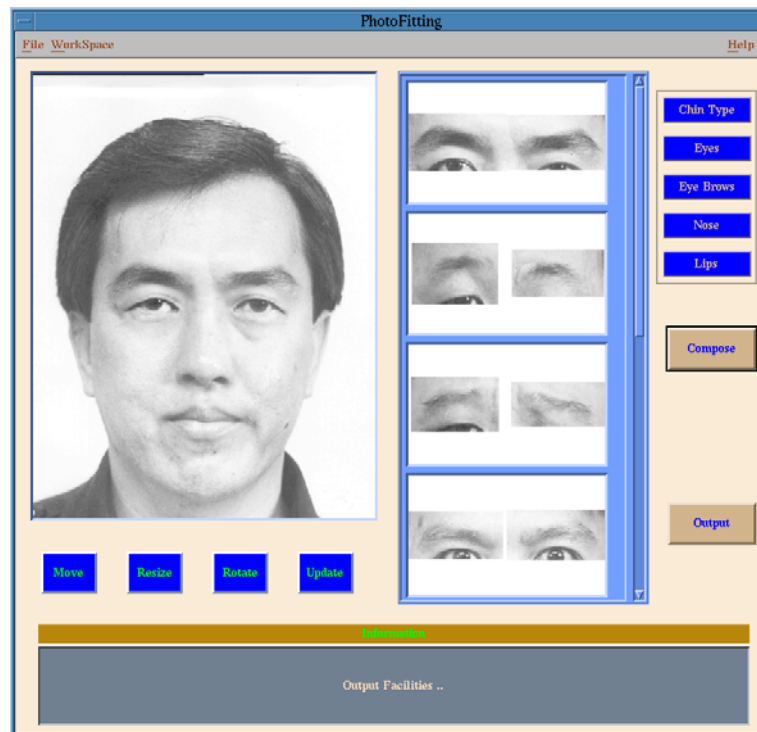 PhotoFitting
File WorkSpace Help
Chin Type
Eyes
Eye Brows
Nose
Lips
Compose
Output
Move Resize Rotate Update
Information
Output Facilities ..